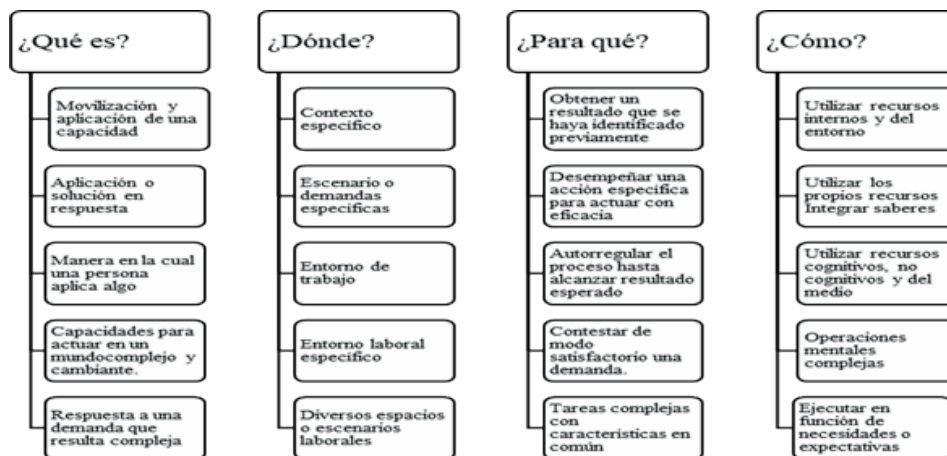 ¿Qué es?
Movilización y
aplicación de una
capacidad
Aplicación o
solución en
respuesta
Manera en la cual
una persona
aplica algo
Capacidades para
actuar en un
mundocomplejo y
cambiante.
Respuesta a una
demanda que
resulta compleja
¿Dónde?
Contexto
específico
Escenario o
demandas
específicas
Entorno de
trabajo
Entorno laboral
específico
Diversos espacios
o escenarios
laborales
¿Para qué?
Obtener un
resultado que se
haya identificado
previamente
Desempeñar una
acción específica
para actuar con
eficacia
Autorregular el
proceso hasta
alcanzar resultado
esperado
Contestar de
modo
satisfactorio una
demanda.
Tareas complejas
con
características en
común
¿Cómo?
Utilizar recursos
internos y del
entorno
Utilizar los
propios recursos
Integrar saberes
Utilizar recursos
cognitivos, no
cognitivos y del
medio
Operaciones
mentales
complejas
Ejecutar en
función de
necesidades o
expectativas